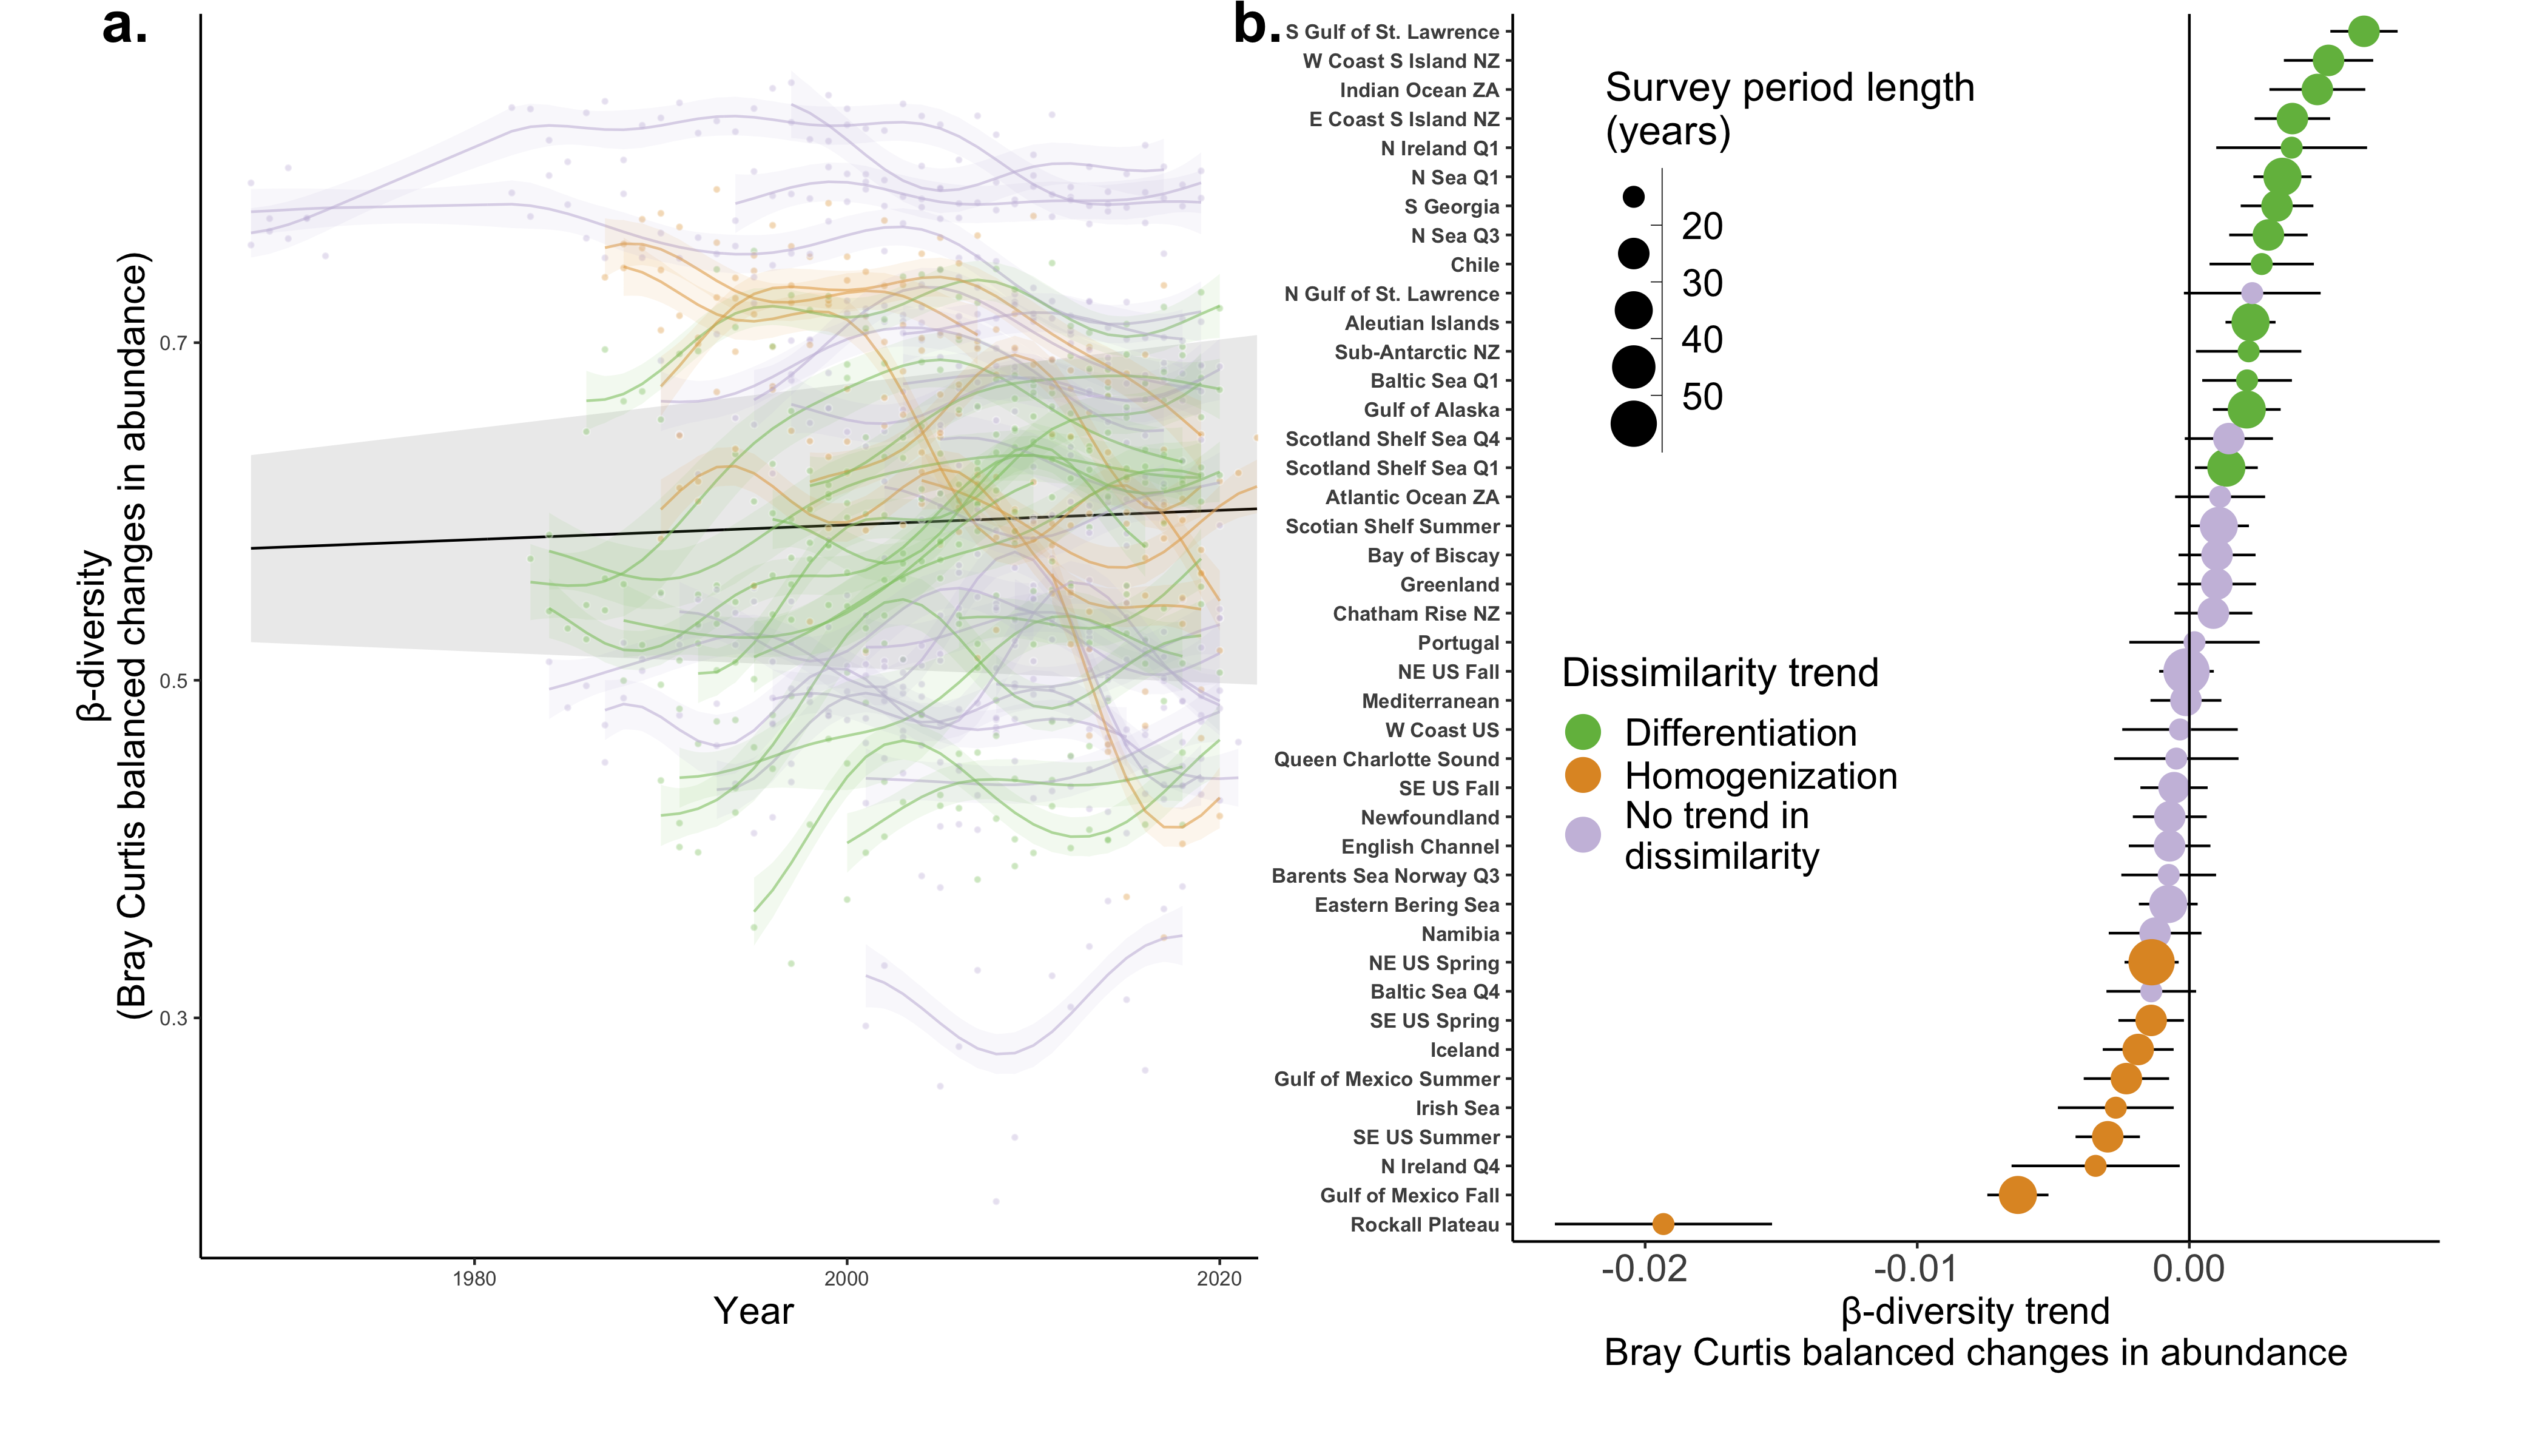 a.
β-diversity
(Bray Curtis balanced changes in abundance)
0.7
0.5
0.3
1980
2000
2020
Year
b.
S Gulf of St. Lawrence
W Coast S Island NZ
Indian Ocean ZA
E Coast S Island NZ
N Ireland Q1
N Sea Q1
S Georgia
N Sea Q3
Chile
N Gulf of St. Lawrence
Aleutian Islands
Sub-Antarctic NZ
Baltic Sea Q1
Gulf of Alaska
Scotland Shelf Sea Q4
Scotland Shelf Sea Q1
Atlantic Ocean ZA
Scotian Shelf Summer
Bay of Biscay
Greenland
Chatham Rise NZ
Portugal
NE US Fall
Mediterranean
W Coast US
Queen Charlotte Sound
SE US Fall
Newfoundland
English Channel
Barents Sea Norway Q3
Eastern Bering Sea
Namibia
NE US Spring
Baltic Sea Q4
SE US Spring
Iceland
Gulf of Mexico Summer
Irish Sea
SE US Summer
N Ireland Q4
Gulf of Mexico Fall
Rockall Plateau
Survey period length
(years)
20
30
40
50
Dissimilarity trend
Differentiation
Homogenization
No trend in
dissimilarity
-0.02
-0.01
0.00
β-diversity trend
Bray Curtis balanced changes in abundance